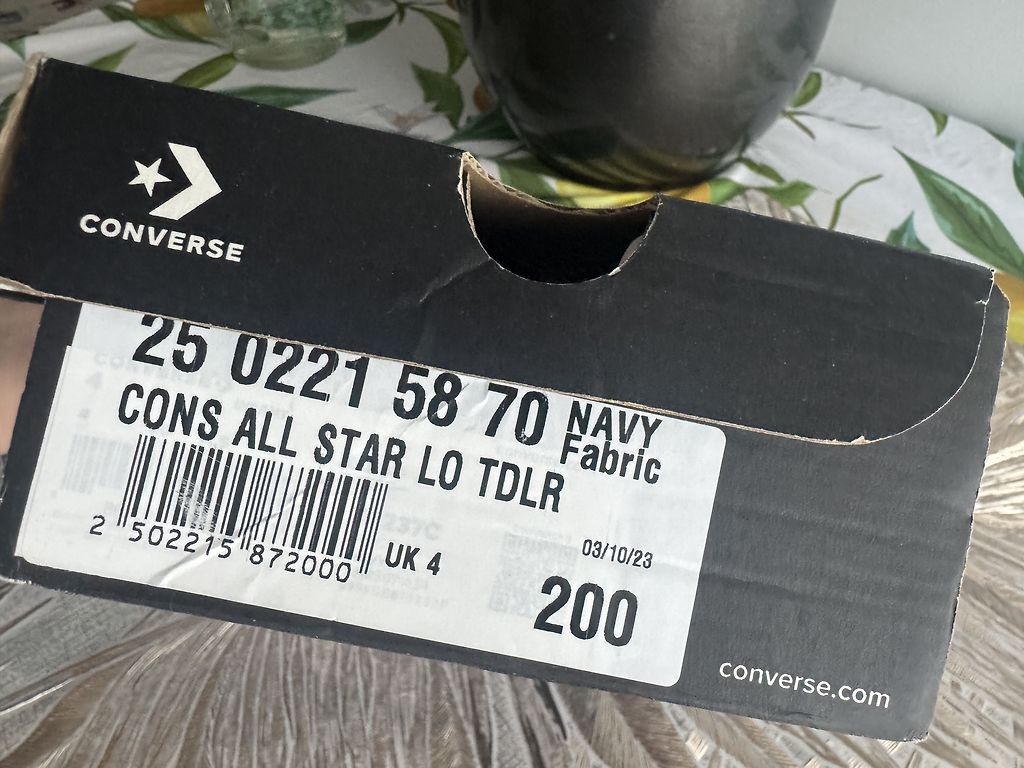 CONVERSE
25 0221 58 70 NAVY
Fabric
CONS ALL STAR LO TDLR
2 502215 872000
UK 4
03/10/23
200
converse.com